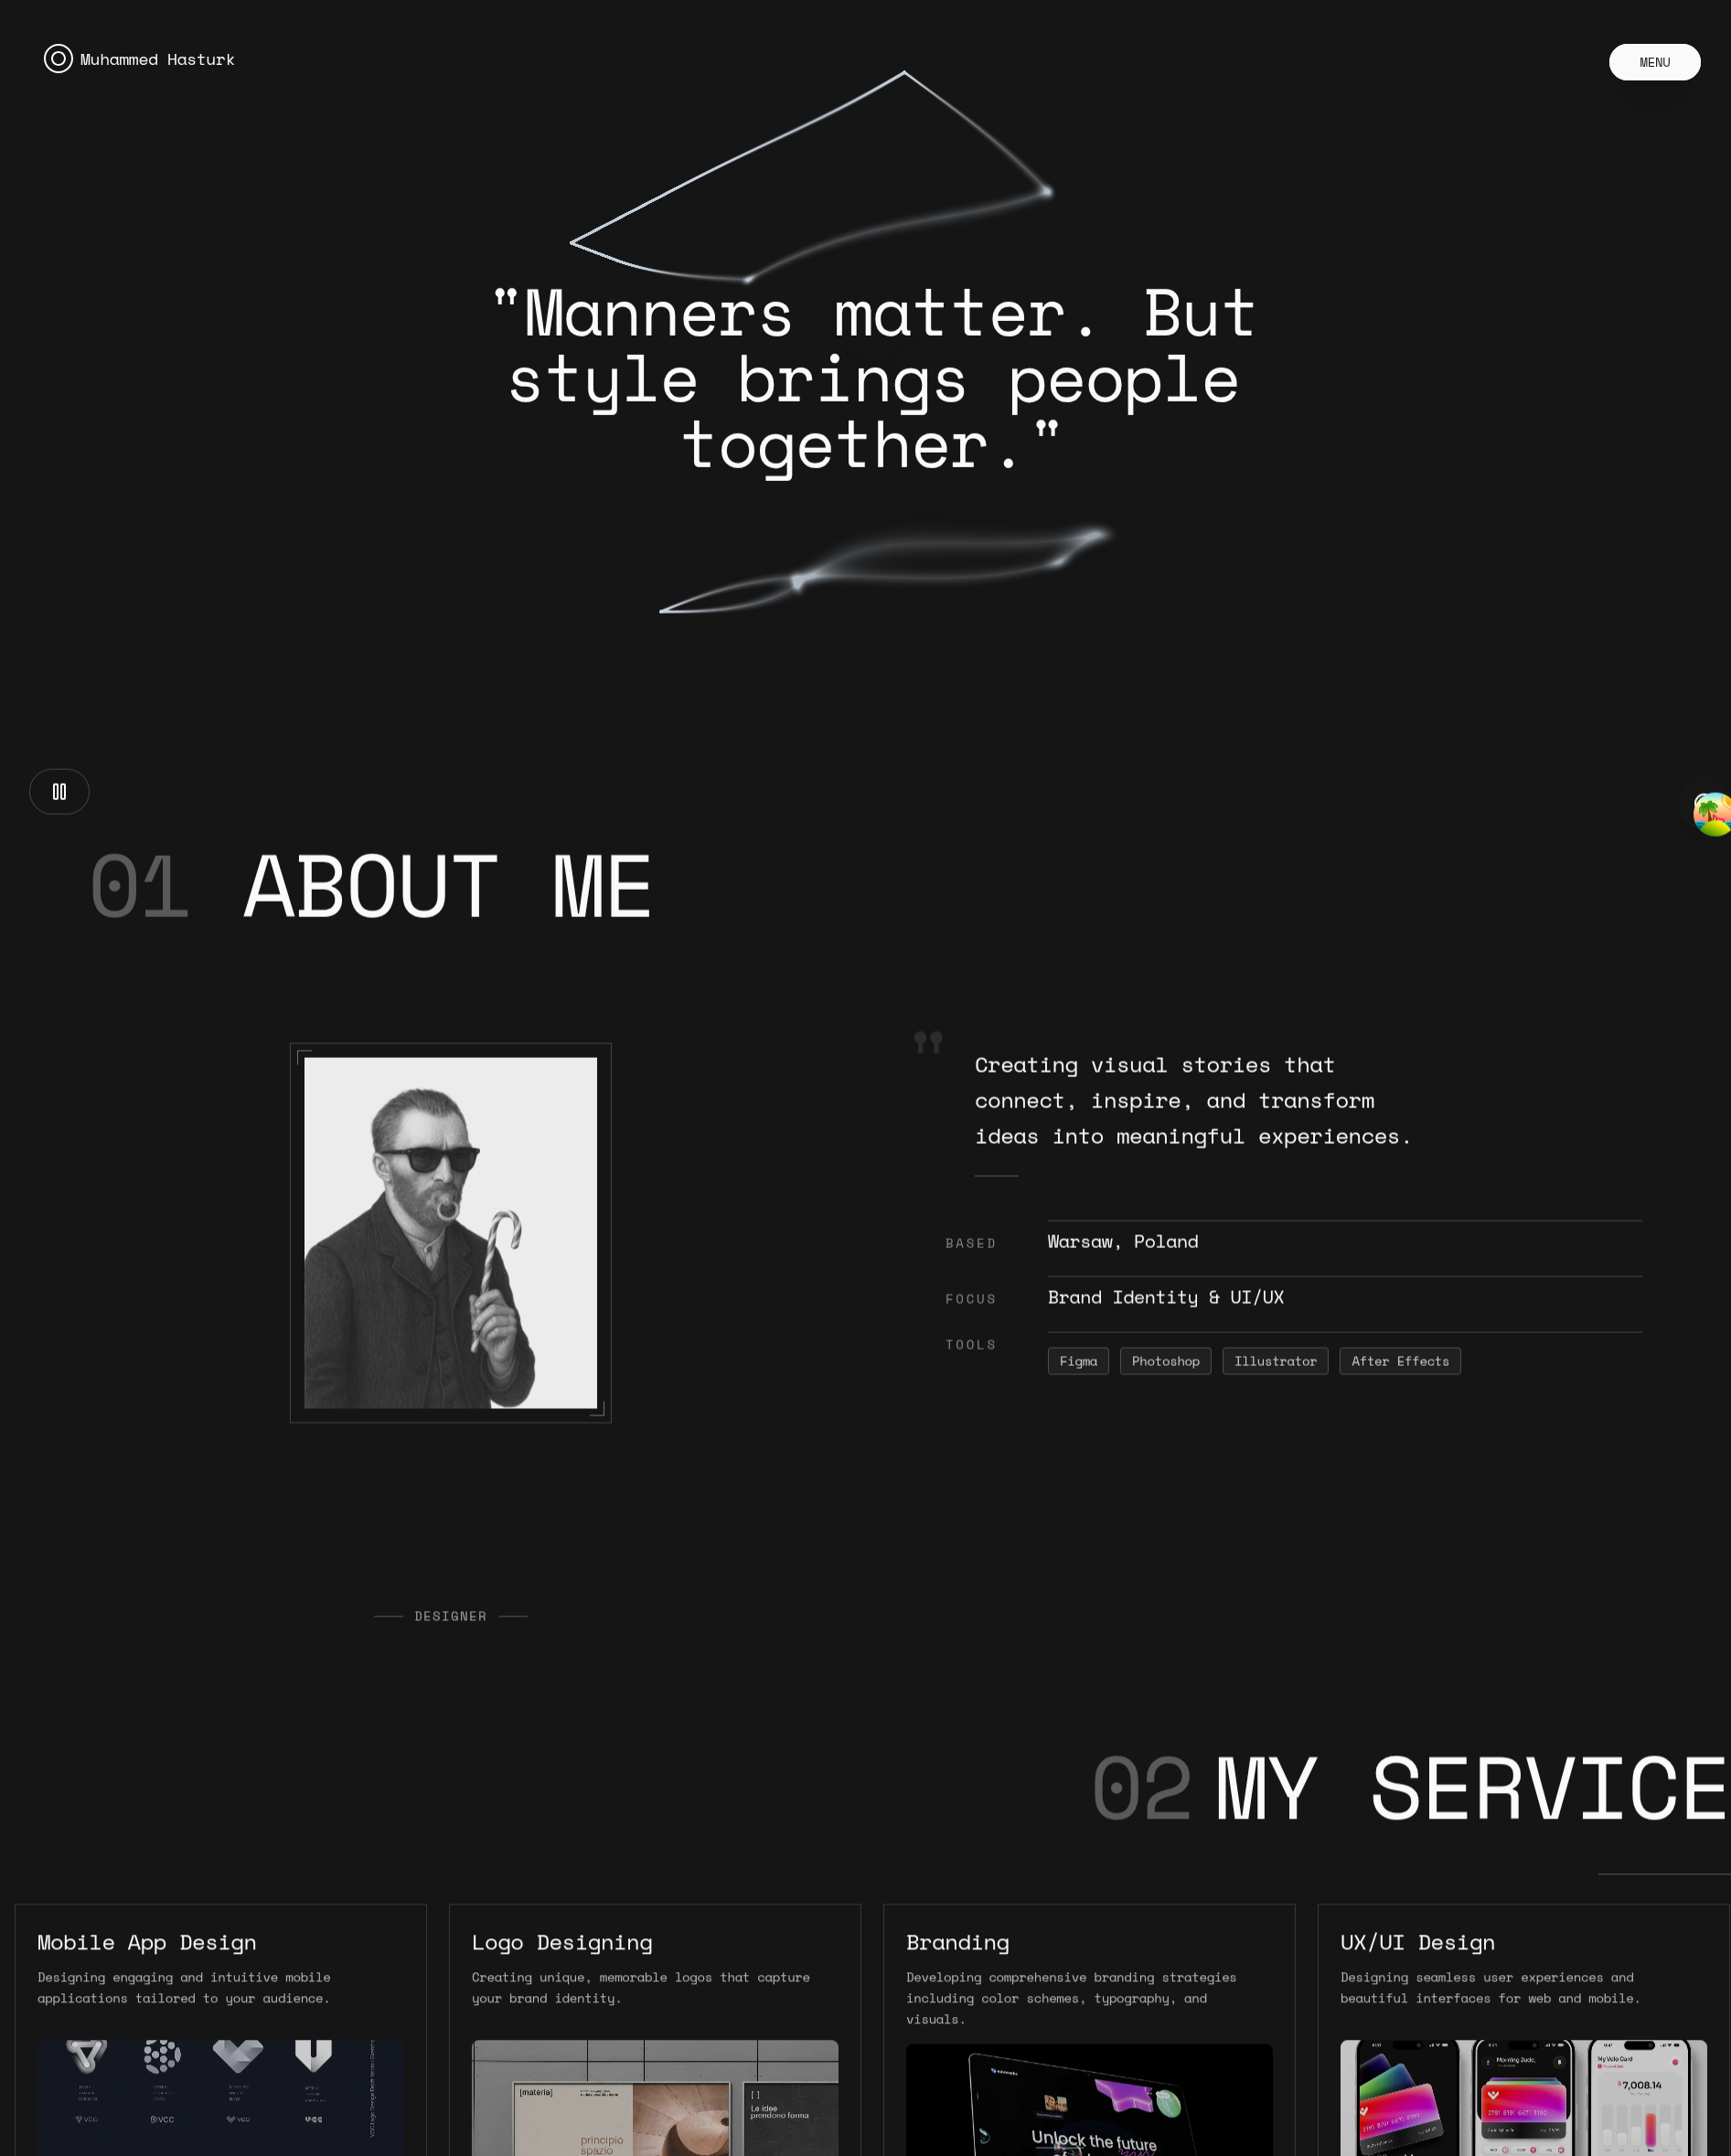 Muhammed Hasturk
MENU
"Manners matter. But
style brings people
together."
01 ABOUT ME
"
Creating visual stories that
connect, inspire, and transform
ideas into meaningful experiences.
BASED
Warsaw, Poland
FOCUS
Brand Identity & UI/UX
TOOLS
Figma Photoshop Illustrator After Effects
DESIGNER
02 MY SERVICE
Mobile App Design
Designing engaging and intuitive mobile
applications tailored to your audience.
VCC VCC VCC VCC
Logo Designing
Creating unique, memorable logos that capture
your brand identity.
[matèria]
principio
spazio
[ ]
Le idee
prendono forma
Branding
Developing comprehensive branding strategies
including color schemes, typography, and
visuals.
Unlock the future
UX/UI Design
Designing seamless user experiences and
beautiful interfaces for web and mobile.
Morning Jude,
My Velo Card
7,008.14